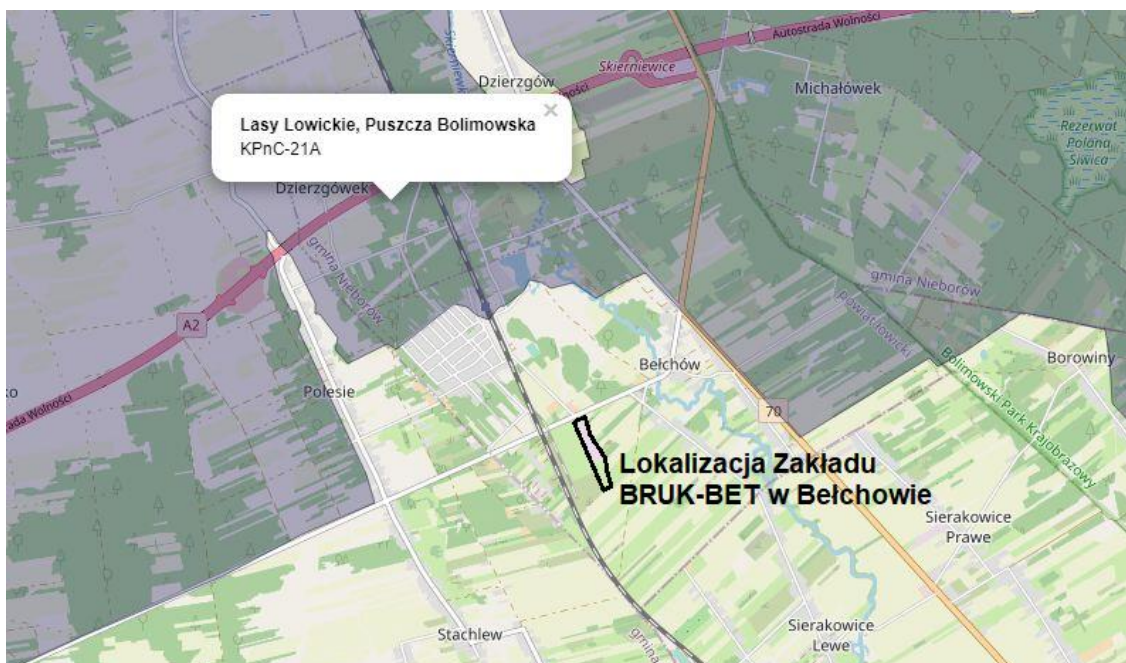 Autostrada Wolności
Skierniewice
Dzierzgów
Michałówek
Rezerwat
Polana
Siwica
×
Lasy Lowickie, Puszcza Bolimowska
KPnC-21A
Dzierzgówek
gmina Nieborów
gmina Nieborów
powiat łowicki
A2
Bełchów
Borowiny
Polesie
Bolimowski Park Krajobrazowy
70
Lokalizacja Zakładu
BRUK-BET w Bełchowie
Sierakowice
Prawe
Stachlew
Sierakowice
Lewe
gmina